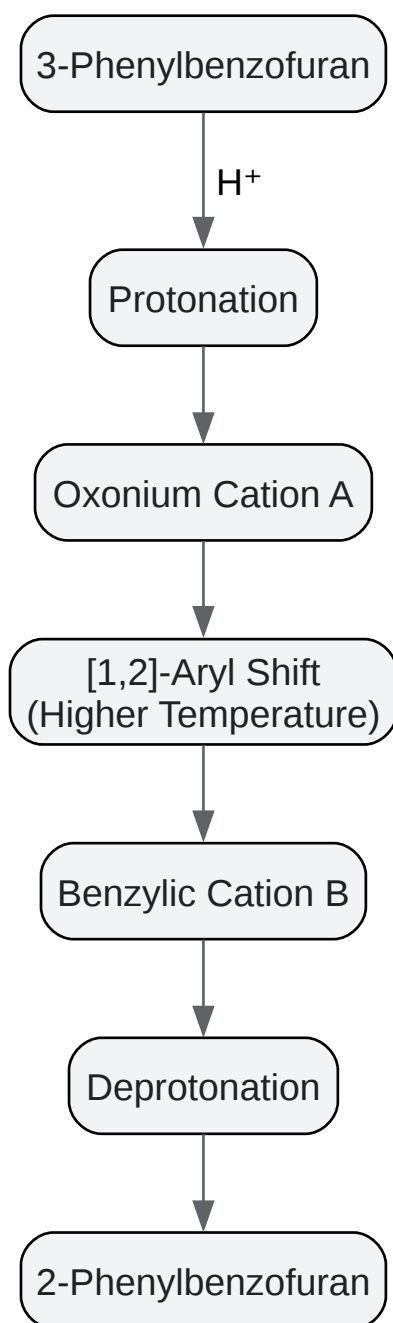 3-Phenylbenzofuran
H⁺
Protonation
Oxonium Cation A
[1,2]-Aryl Shift
(Higher Temperature)
Benzylic Cation B
Deprotonation
2-Phenylbenzofuran